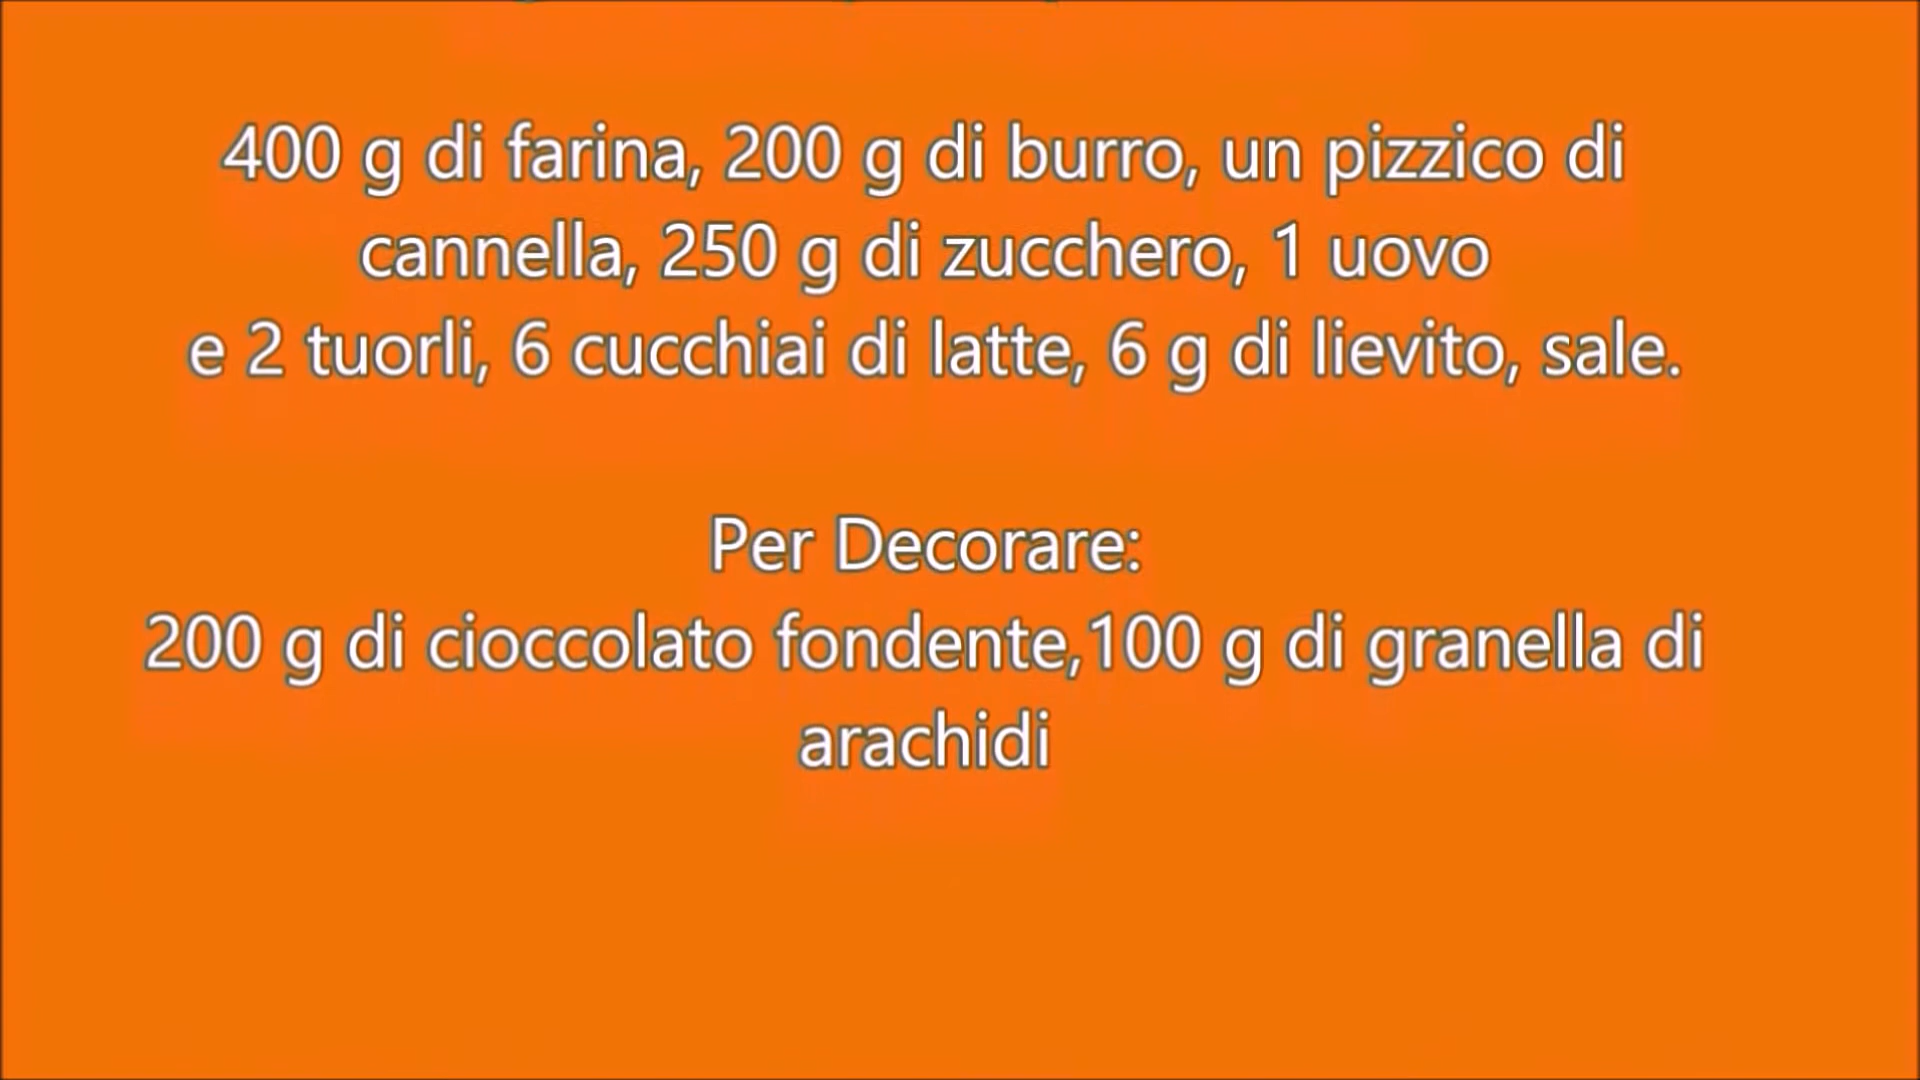 400 g di farina, 200 g di burro, un pizzico di
cannella, 250 g di zucchero, 1 uovo
e 2 tuorli, 6 cucchiai di latte, 6 g di lievito, sale.
Per Decorare:
200 g di cioccolato fondente,100 g di granella di
arachidi